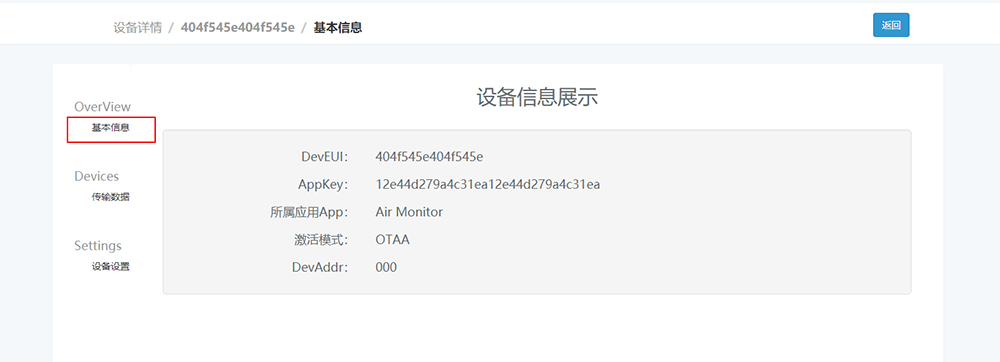 设备详情 / 404f545e404f545e / 基本信息
返回
OverView
基本信息
Devices
传输数据
Settings
设备设置
设备信息展示
DevEUI: 404f545e404f545e
AppKey: 12e44d279a4c31ea12e44d279a4c31ea
所属应用App: Air Monitor
激活模式: OTAA
DevAddr: 000